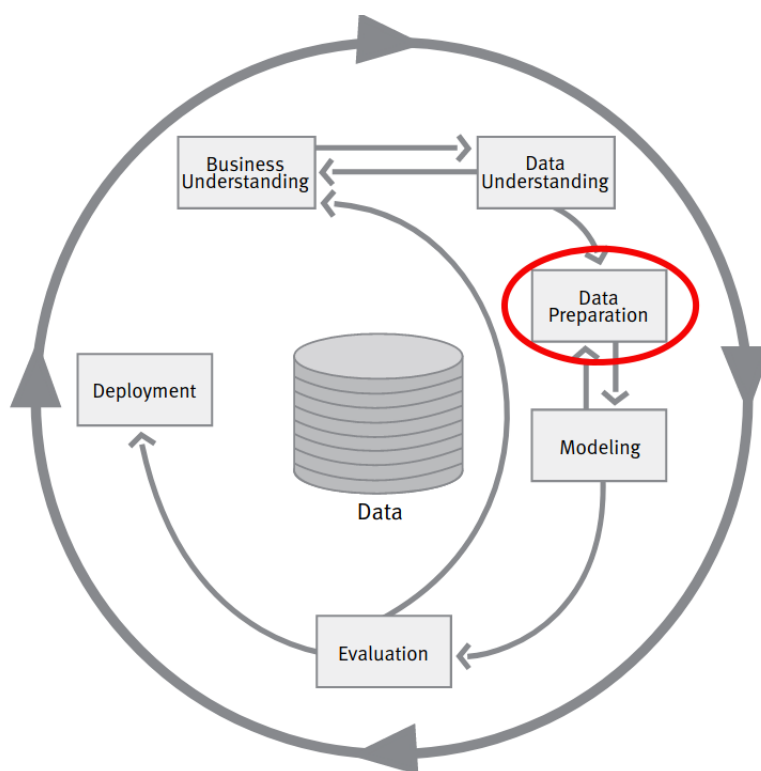 Business
Understanding
Data
Understanding
Data
Preparation
Deployment
Modeling
Data
Evaluation